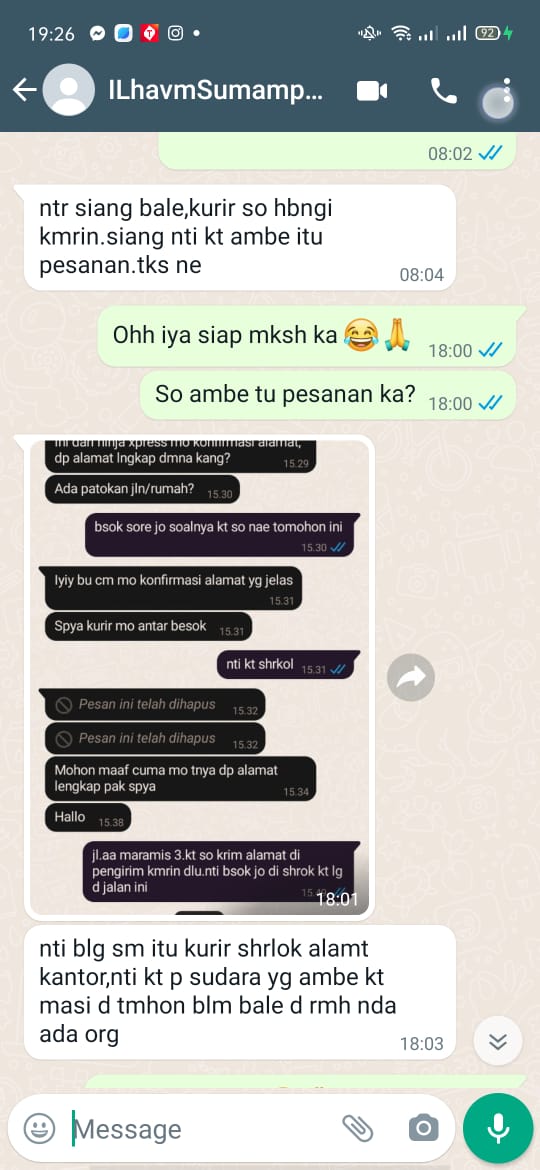 19:26
92
ILhavmSumamp...
08:02
ntr siang bale,kurir so hbngi
kmrin.siang nti kt ambe itu
pesanan.tks ne
08:04
Ohh iya siap mksh ka😂🙏
18:00
So ambe tu pesanan ka?
18:00
ini dari ninja xpress mo konfirmasi alamat,
dp alamat lngkap dmna kang?
15.29
Ada patokan jln/rumah?
15.30
bsok sore jo soalnya kt so nae tomohon ini
15.30
Iyiy bu cm mo konfirmasi alamat yg jelas
15.31
Spya kurir mo antar besok
15.31
nti kt shrkol
15.31
Pesan ini telah dihapus
15.32
Pesan ini telah dihapus
15.32
Mohon maaf cuma mo tnya dp alamat
lengkap pak spya
15.34
Hallo
15.38
jl.aa maramis 3.kt so krim alamat di
pengirim kmrin dlu.nti bsok jo di shrok kt lg
d jalan ini
18:01
nti blg sm itu kurir shrlok alamt
kantor,nti kt p sudara yg ambe kt
masi d tmhon blm bale d rmh nda
ada org
18:03
Message